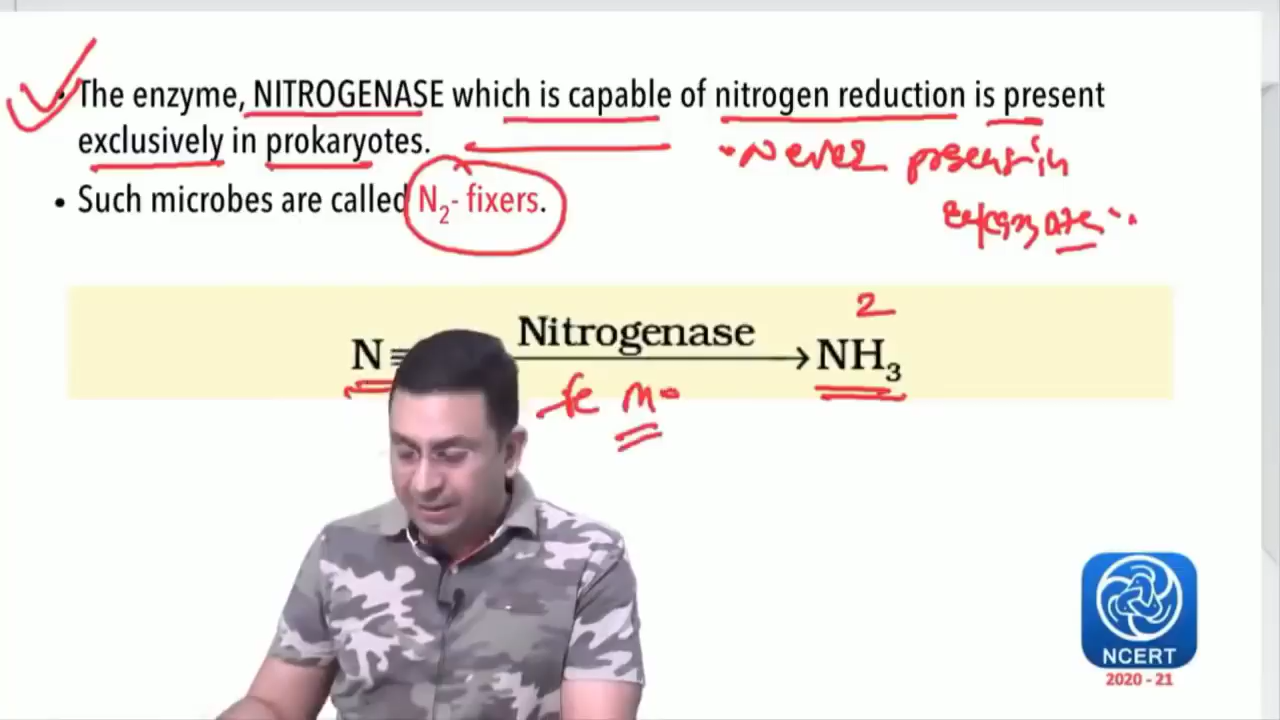 • The enzyme, NITROGENASE which is capable of nitrogen reduction is present
exclusively in prokaryotes.
• Never present in
• Such microbes are called N₂- fixers.
2
N≡ Nitrogenase → NH₃
fe Mo
NCERT
2020 - 21